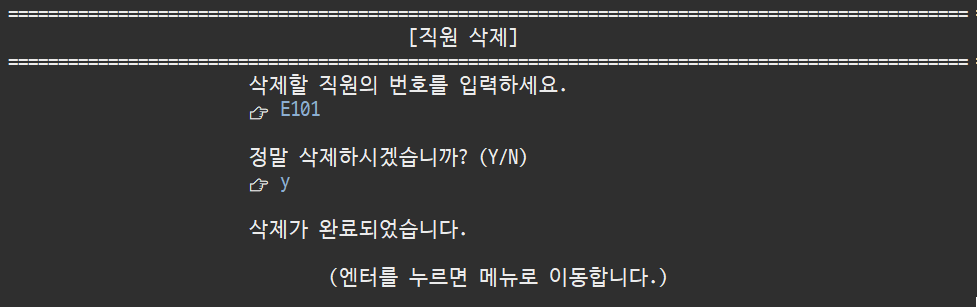 ================================================================================================
[직원 삭제]
================================================================================================
삭제할 직원의 번호를 입력하세요.
👉 E101
정말 삭제하시겠습니까? (Y/N)
👉 y
삭제가 완료되었습니다.
(엔터를 누르면 메뉴로 이동합니다.)